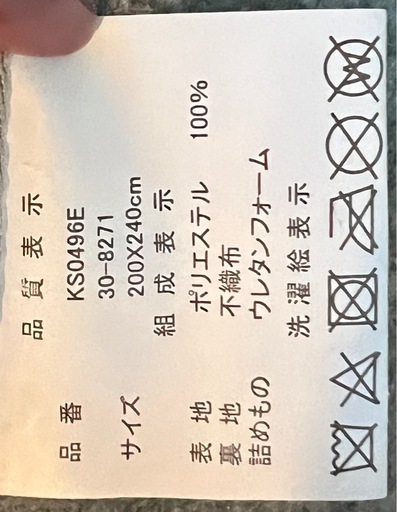 品質表示
品番 KS0496E
30-8271
サイズ 200X240cm
組成表示
表地 ポリエステル 100%
裏地 不織布
詰めもの ウレタンフォーム
洗濯絵表示
W